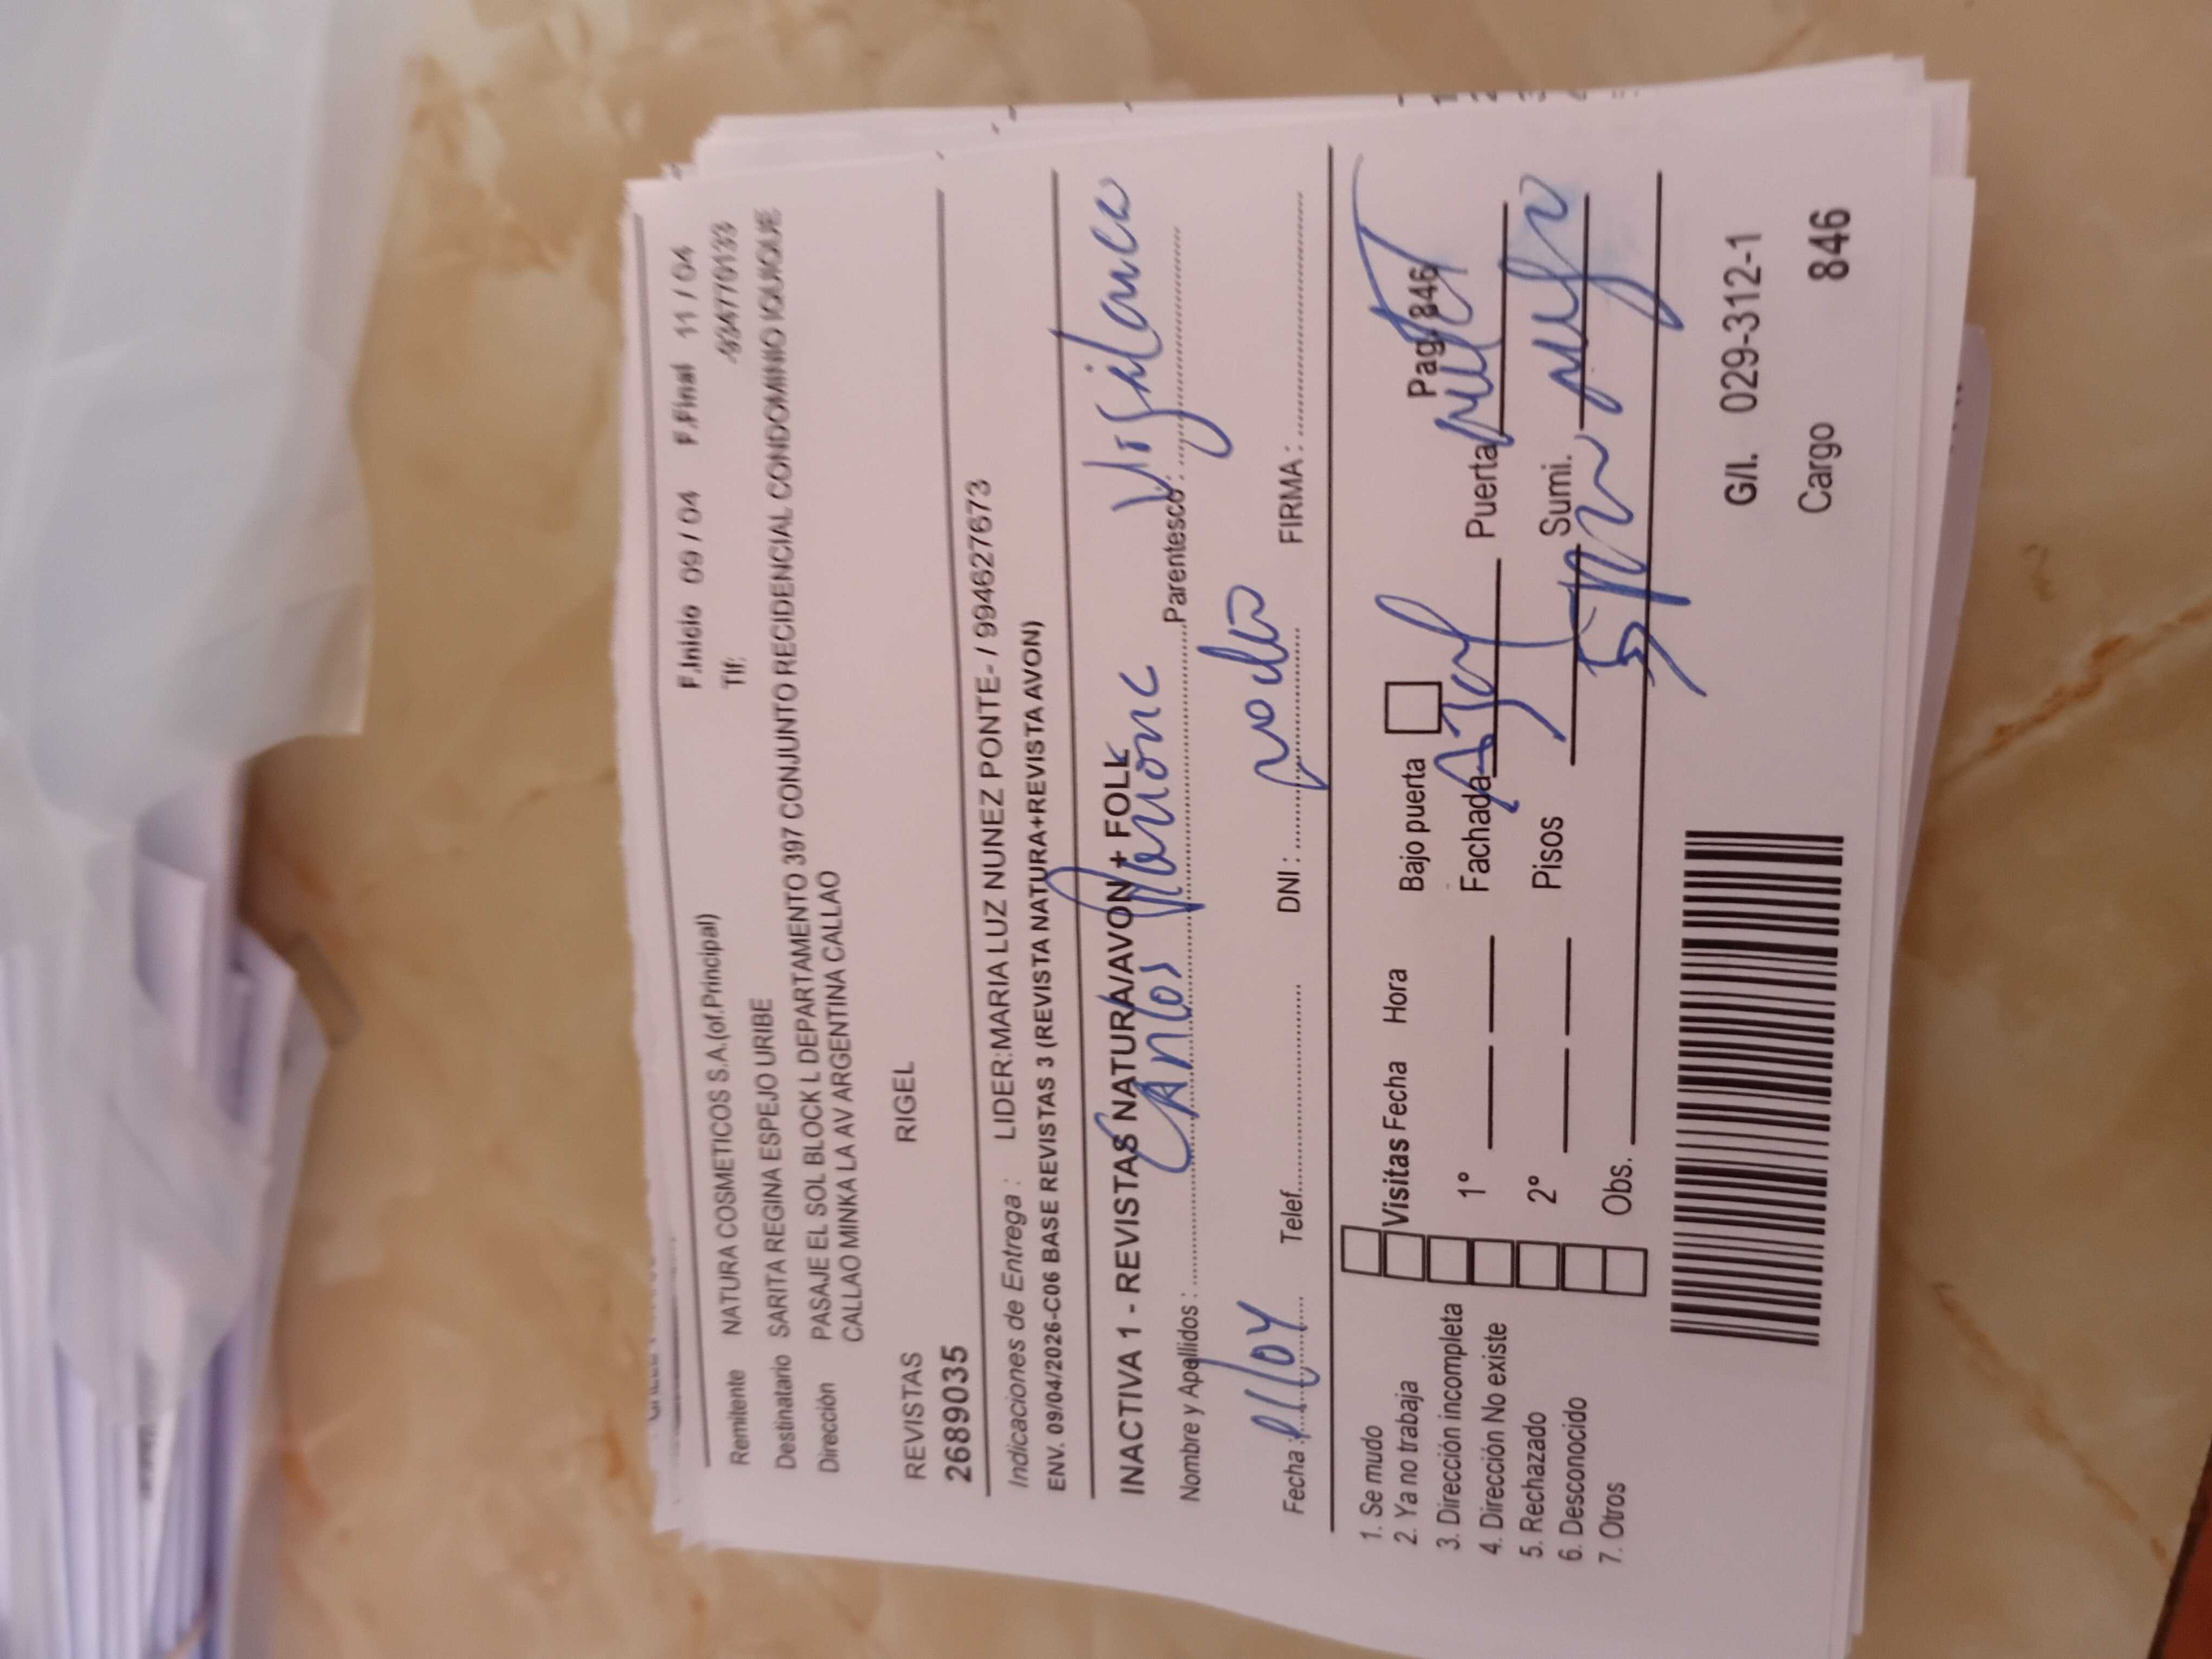 F.Inicio 09 / 04 F.Final 11 / 04
Remitente NATURA COSMETICOS S.A.(of.Principal) Tlf:
Destinatario SARITA REGINA ESPEJO URIBE
Dirección PASAJE EL SOL BLOCK L DEPARTAMENTO 397 CONJUNTO RECIDENCIAL CONDOMINIO IQUIQUE
CALLAO MINKA LA AV ARGENTINA CALLAO
REVISTAS RIGEL
2689035
Indicaciones de Entrega : LIDER:MARIA LUZ NUNEZ PONTE- / 994627673
ENV. 09/04/2026-C06 BASE REVISTAS 3 (REVISTA NATURA+REVISTA AVON)
INACTIVA 1 - REVISTAS NATURA/AVON + FOLL
Nombre y Apellidos : Carlos Parentesco : Vigilance
Fecha : 11/04 Telef. DNI : FIRMA :
1. Se mudo
2. Ya no trabaja
3. Dirección incompleta
4. Dirección No existe
5. Rechazado
6. Desconocido
7. Otros
Visitas Fecha Hora Bajo puerta Pag. 846
1° Fachada Azul Puerta
2° Pisos 5 Sumi. negro
Obs.
G/I. 029-312-1
Cargo 846